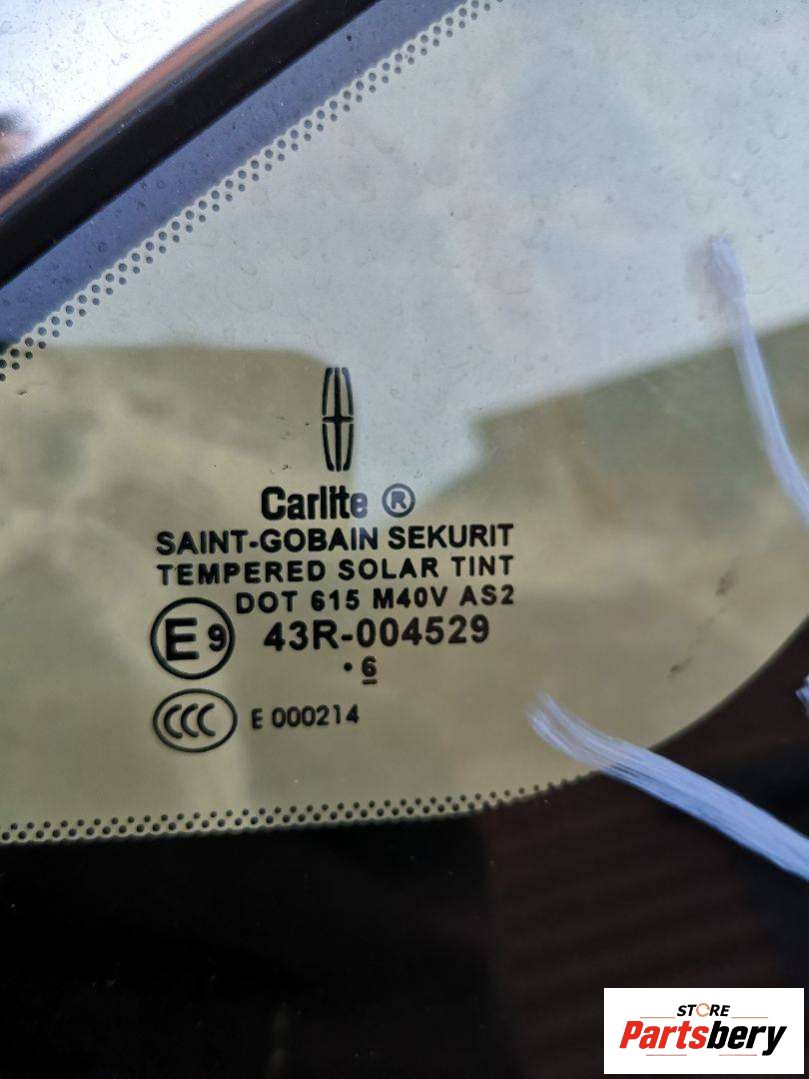 Carlite ®
SAINT-GOBAIN SEKURIT
TEMPERED SOLAR TINT
DOT 615 M40V AS2
E9 43R-004529
·6
CCC E 000214
STORE
Partsbery